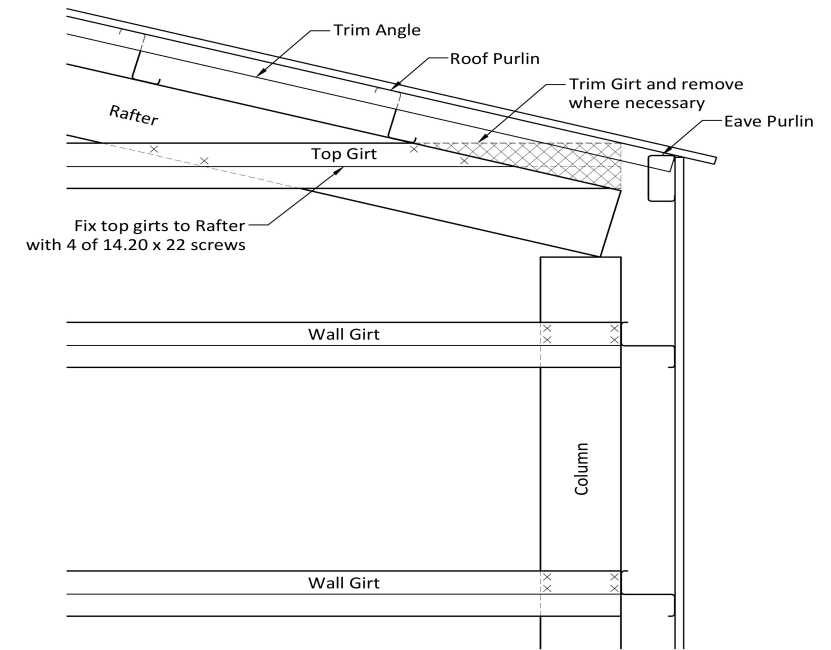 Trim Angle
Roof Purlin
Trim Girt and remove
where necessary
Eave Purlin
Rafter
Top Girt
Fix top girts to Rafter
with 4 of 14.20 x 22 screws
Wall Girt
Column
Wall Girt